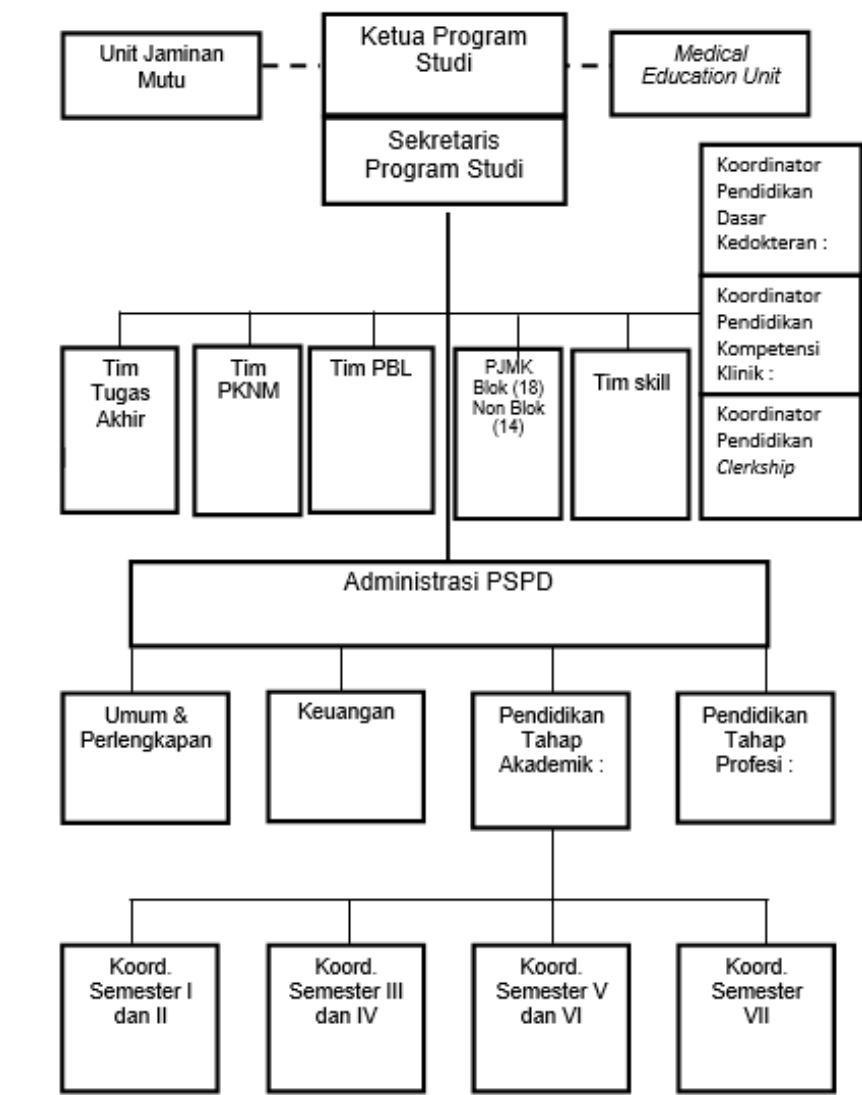 Unit Jaminan
Mutu
Ketua Program
Studi
Medical
Education Unit
Sekretaris
Program Studi
Koordinator
Pendidikan
Dasar
Kedokteran :
Koordinator
Pendidikan
Kompetensi
Klinik :
Koordinator
Pendidikan
Clerkship
Tim
Tugas
Akhir
Tim
PKNM
Tim PBL
PJMK
Blok (18)
Non Blok
(14)
Tim skill
Administrasi PSPD
Umum &
Perlengkapan
Keuangan
Pendidikan
Tahap
Akademik :
Pendidikan
Tahap
Profesi :
Koord.
Semester I
dan II
Koord.
Semester III
dan IV
Koord.
Semester V
dan VI
Koord.
Semester
VII